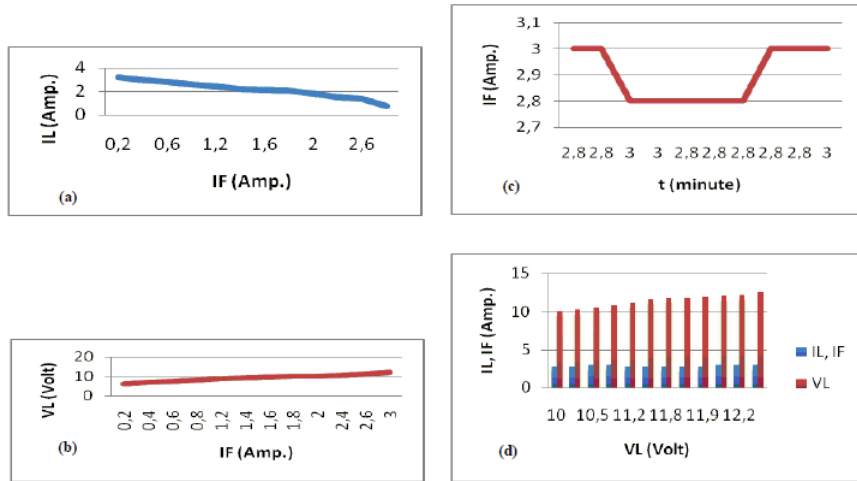 4
2
0
IL (Amp.)
0,2 0,6 1,2 1,6 2 2,6
IF (Amp.)
(a)
3,1
3
2,9
2,8
2,7
IF (Amp.)
2,8 2,8 3 3 2,8 2,8 2,8 2,8 2,8 3
t (minute)
(c)
20
10
0
VL (Volt)
0,2 0,4 0,6 0,8 1,2 1,4 1,6 1,8 2 2,4 2,6 3
IF (Amp.)
(b)
15
10
5
0
IL,IF (Amp.)
10 10,5 11,2 11,8 11,9 12,2
VL (Volt)
IL, IF
VL
(d)